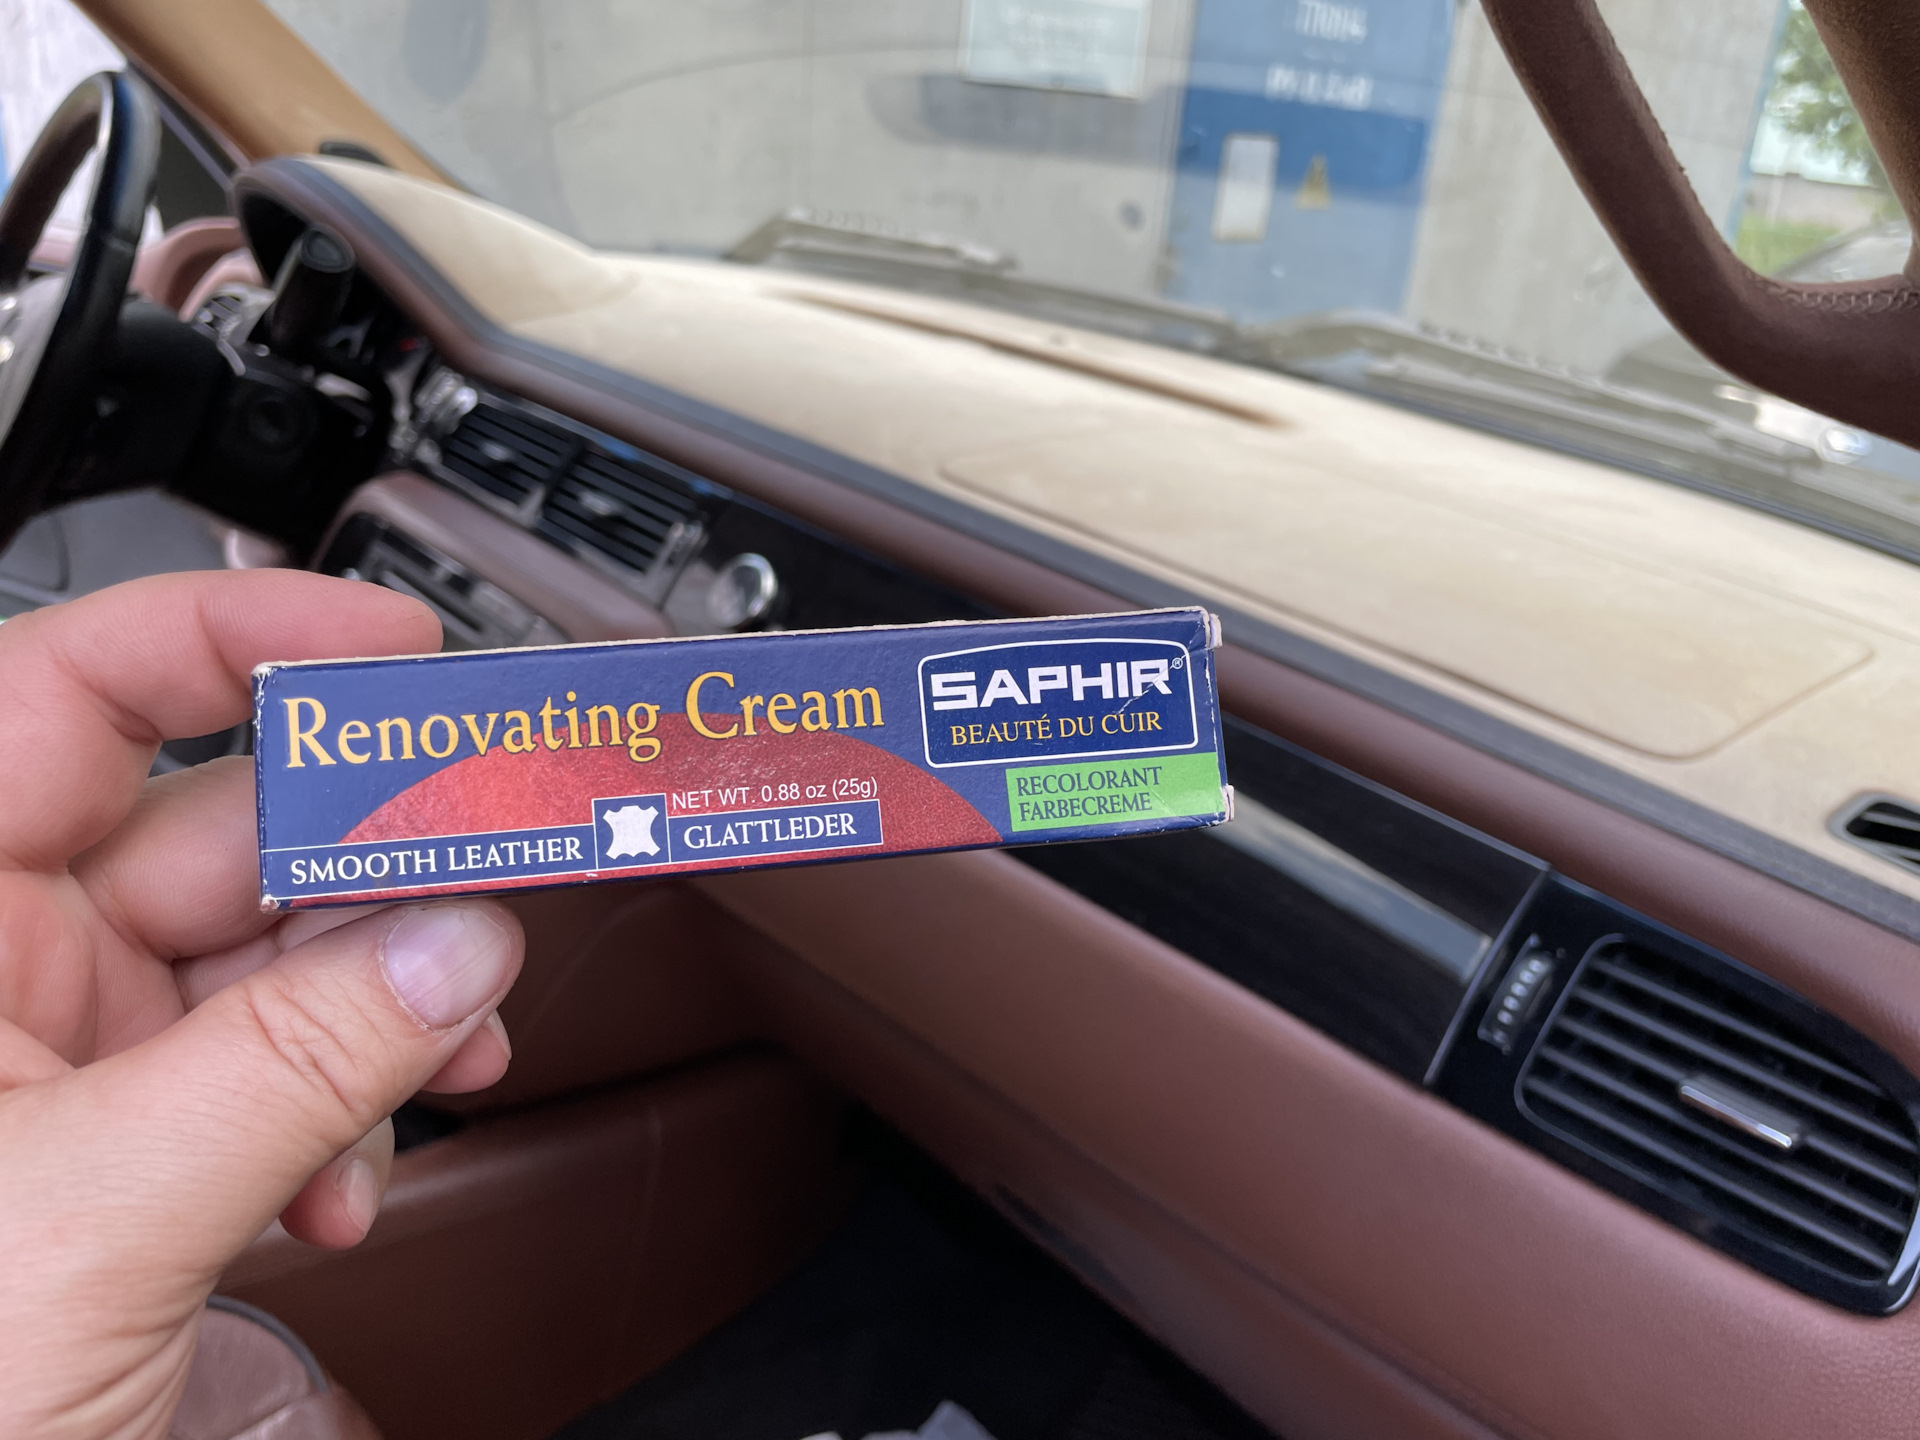 Renovating Cream
SAPHIR®
BEAUTÉ DU CUIR
RECOLORANT
FARBECREME
NET WT. 0.88 oz (25g)
SMOOTH LEATHER
GLATTLEDER